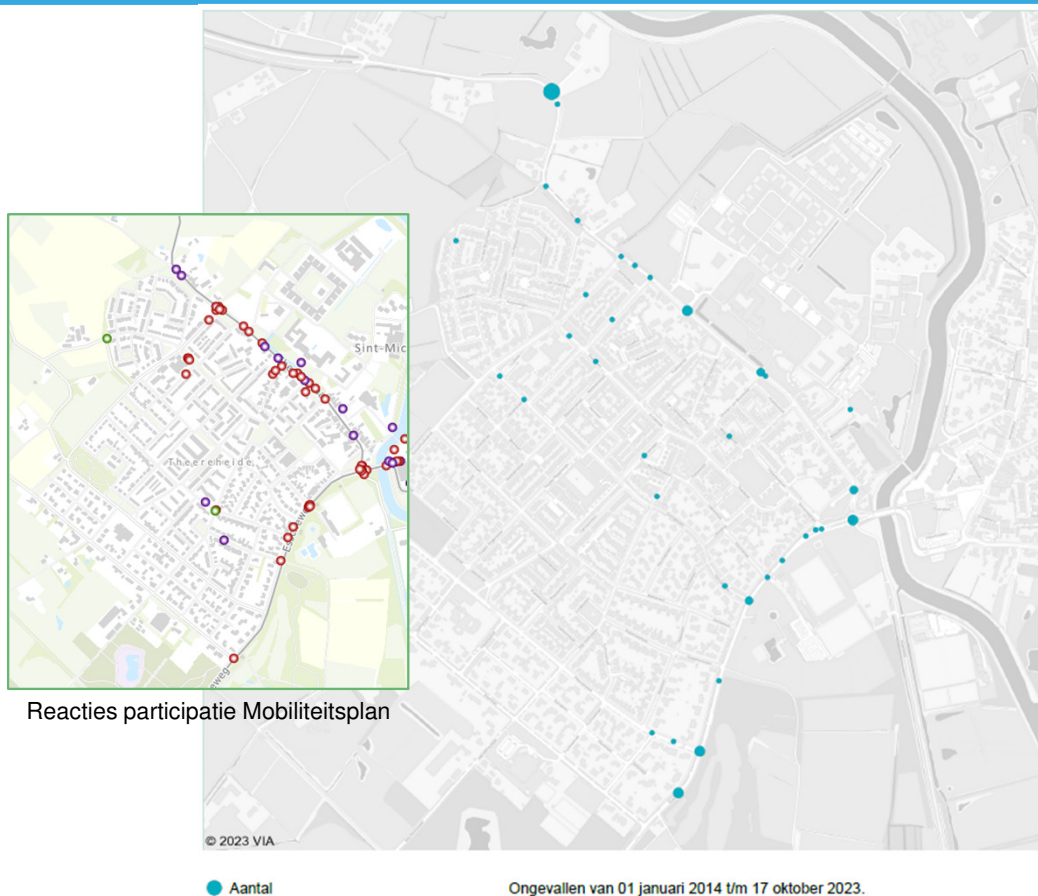 Sint-Mic
Theereheide
Reacties participatie Mobiliteitsplan
© 2023 VIA
Aantal
Ongevallen van 01 januari 2014 t/m 17 oktober 2023.